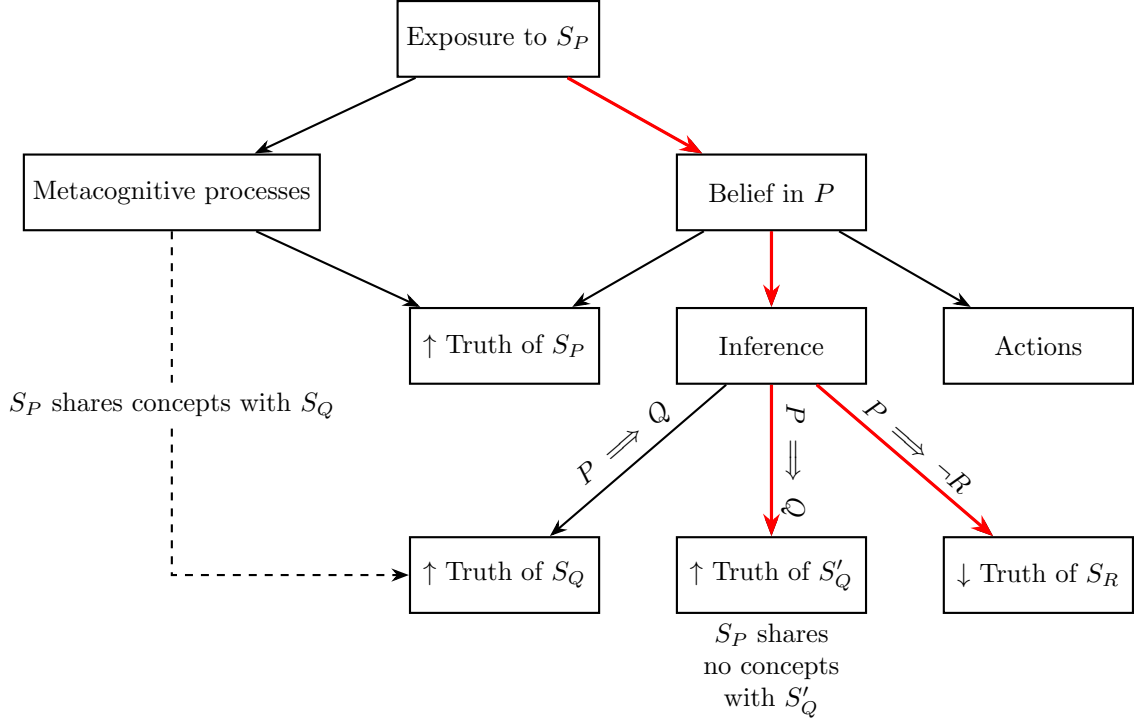 Exposure to S_P
Metacognitive processes
Belief in P
↑ Truth of S_P
Inference
Actions
S_P shares concepts with S_Q
P ⟹ Q
P ⟹ Q
P ⟹ ¬R
↑ Truth of S_Q
↑ Truth of S′_Q
↓ Truth of S_R
S_P shares
no concepts
with S′_Q